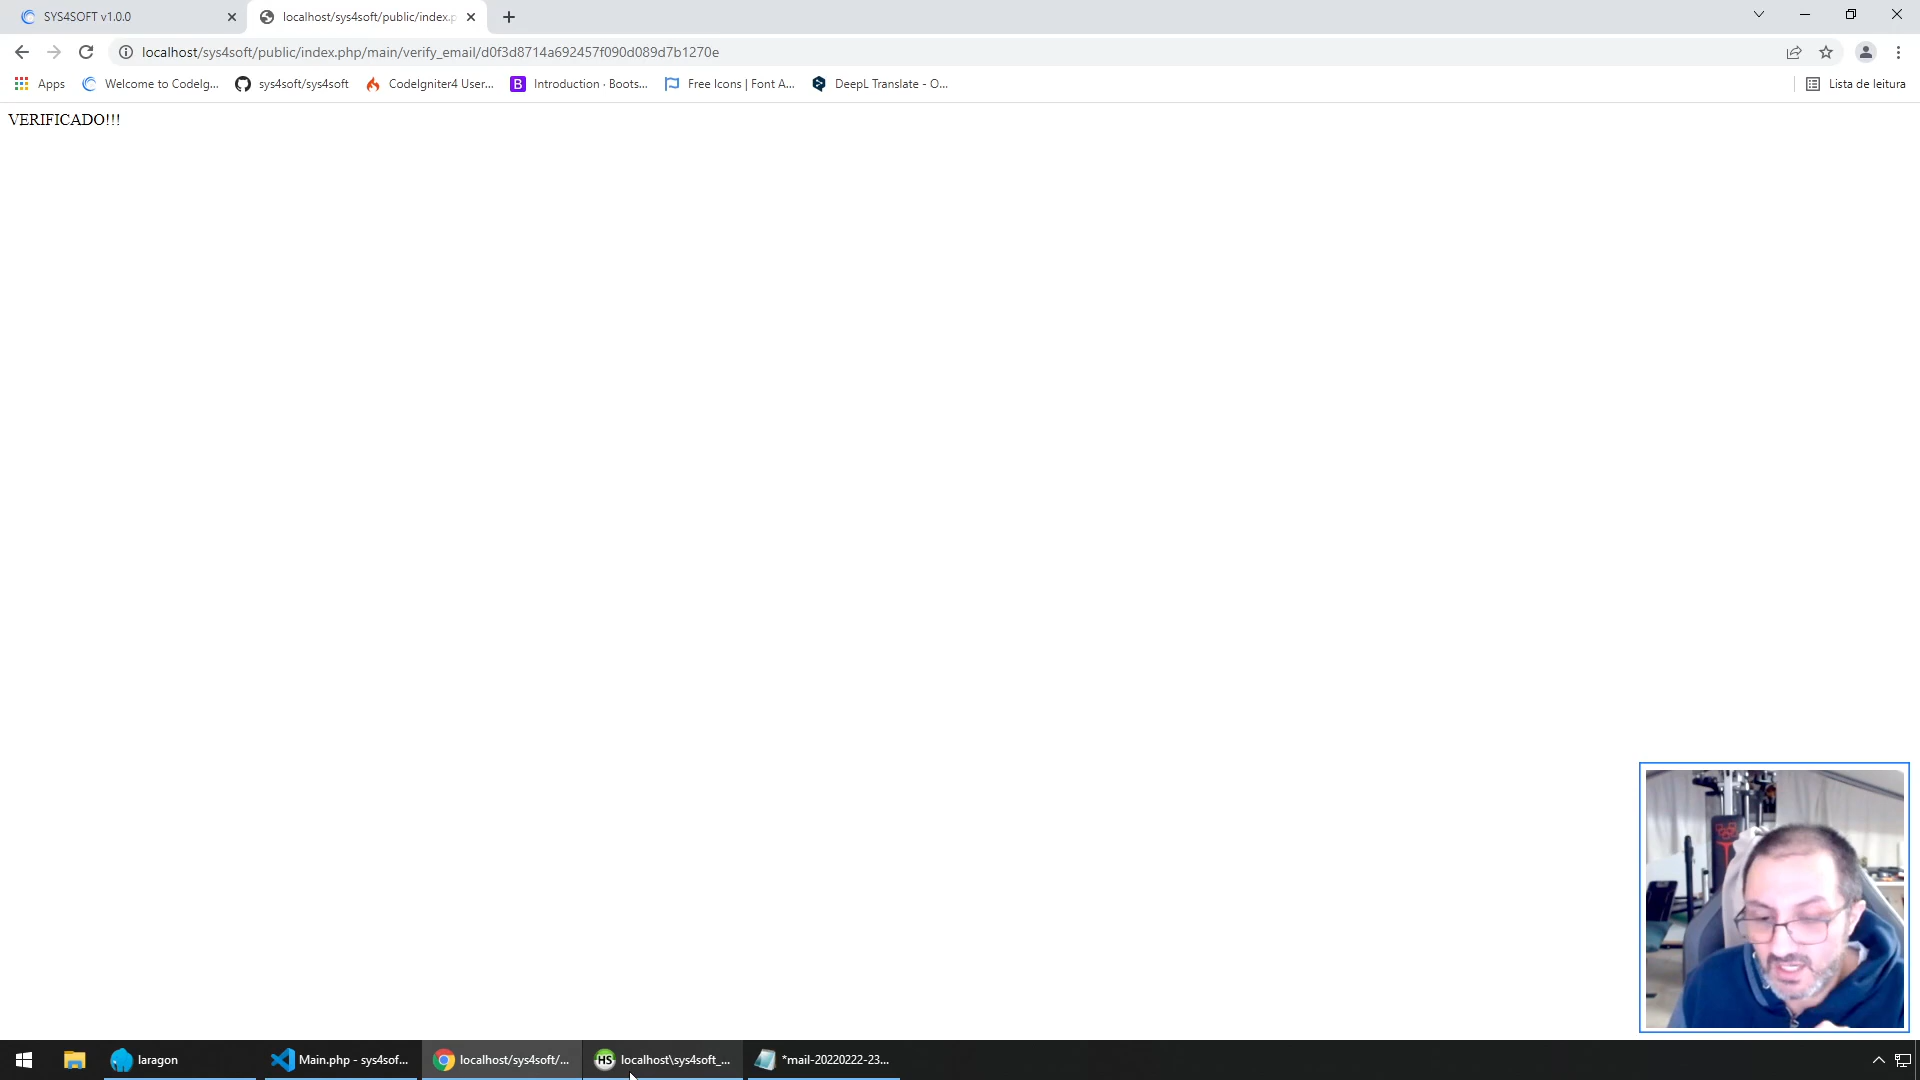 SYS4SOFT v1.0.0
localhost/sys4soft/public/index.p
localhost/sys4soft/public/index.php/main/verify_email/d0f3d8714a692457f090d089d7b1270e
Apps
Welcome to CodeIg...
sys4soft/sys4soft
CodeIgniter4 User...
B
Introduction · Boots...
Free Icons | Font A...
DeepL Translate - O...
Lista de leitura
VERIFICADO!!!
laragon
Main.php - sys4sof...
localhost/sys4soft/...
HS
localhost\sys4soft_...
*mail-20220222-23...